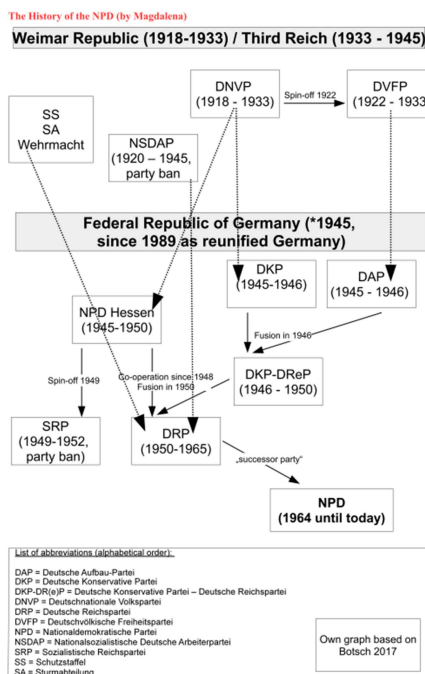 The History of the NPD (by Magdalena)
Weimar Republic (1918-1933) / Third Reich (1933 - 1945)
DNVP
(1918 - 1933)
Spin-off 1922
DVFP
(1922 - 1933
SS
SA
Wehrmacht
NSDAP
(1920 – 1945,
party ban
Federal Republic of Germany (*1945,
since 1989 as reunified Germany)
DKP
(1945-1946)
DAP
(1945 - 1946)
NPD Hessen
(1945-1950)
Fusion in 1946
Spin-off 1949
Co-operation since 1948
Fusion in 1950
DKP-DReP
(1946 - 1950)
SRP
(1949-1952,
party ban)
DRP
(1950-1965)
„successor party“
NPD
(1964 until today)
List of abbreviations (alphabetical order):
DAP = Deutsche Aufbau-Partei
DKP = Deutsche Konservative Partei
DKP-DR(e)P = Deutsche Konservative Partei – Deutsche Reichspartei
DNVP = Deutschnationale Volkspartei
DRP = Deutsche Reichspartei
DVFP = Deutschvölkische Freiheitspartei
NPD = Nationaldemokratische Partei
NSDAP = Nationalsozialistische Deutsche Arbeiterpartei
SRP = Sozialistische Reichspartei
SS = Schutzstaffel
SA = Sturmabteilung
Own graph based on
Botsch 2017